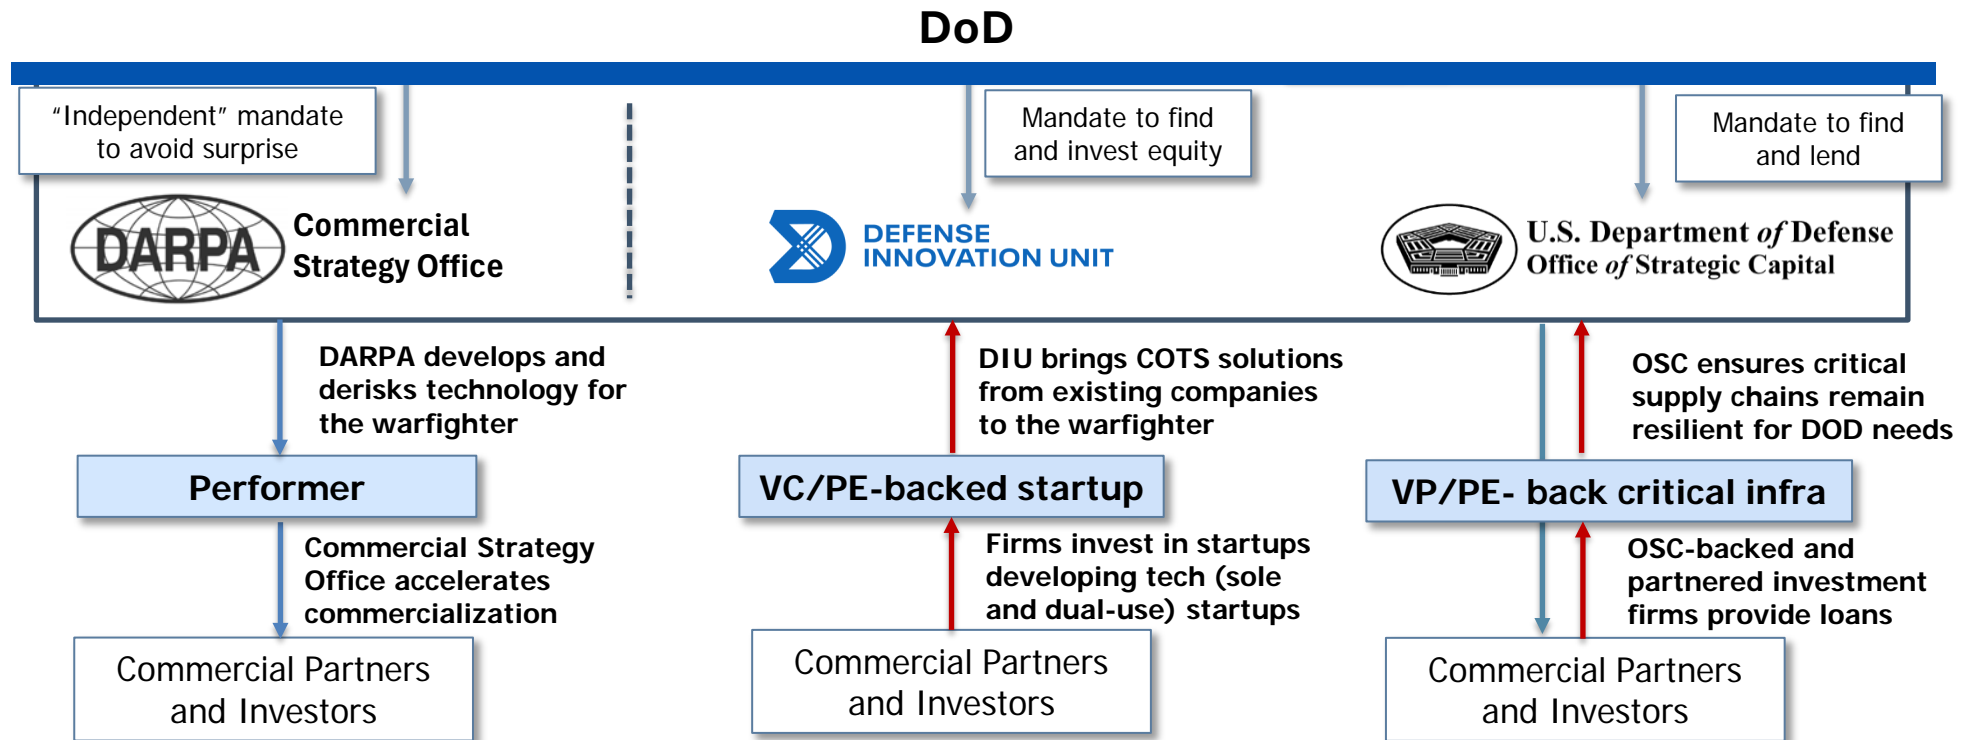 DoD
“Independent” mandate
to avoid surprise
Mandate to find
and invest equity
Mandate to find
and lend
DARPA
Commercial
Strategy Office
DEFENSE
INNOVATION UNIT
U.S. Department of Defense
Office of Strategic Capital
DARPA develops and
derisks technology for
the warfighter
DIU brings COTS solutions
from existing companies
to the warfighter
OSC ensures critical
supply chains remain
resilient for DOD needs
Performer
VC/PE-backed startup
VP/PE- back critical infra
Commercial Strategy
Office accelerates
commercialization
Firms invest in startups
developing tech (sole
and dual-use) startups
OSC-backed and
partnered investment
firms provide loans
Commercial Partners
and Investors
Commercial Partners
and Investors
Commercial Partners
and Investors